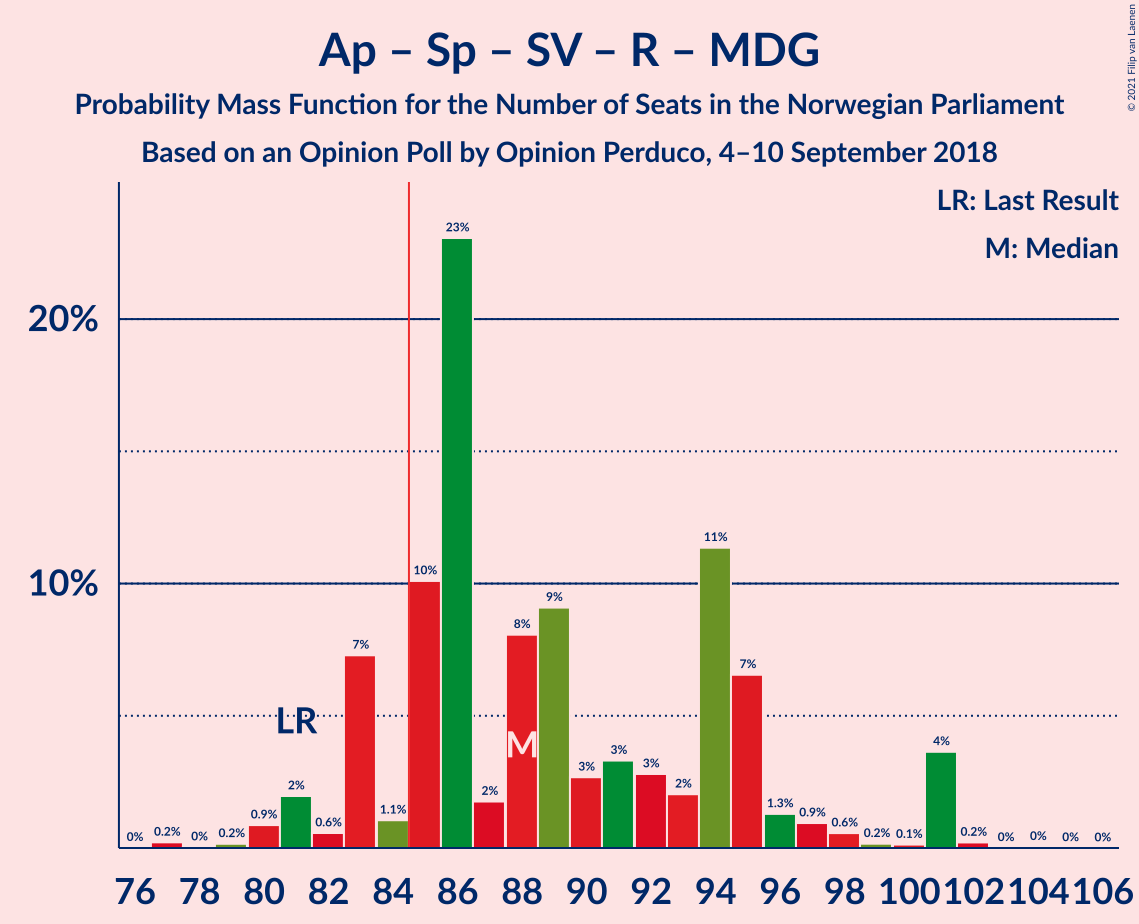 Ap – Sp – SV – R – MDG
Probability Mass Function for the Number of Seats in the Norwegian Parliament
Based on an Opinion Poll by Opinion Perduco, 4–10 September 2018
© 2021 Filip van Laenen
LR: Last Result
M: Median
20%
10%
LR
M
0% 0.2% 0% 0.2% 0.9% 2% 0.6% 7% 1.1% 10% 23% 2% 8% 9% 3% 3% 3% 2% 11% 7% 1.3% 0.9% 0.6% 0.2% 0.1% 4% 0.2% 0% 0% 0% 0%
76 78 80 82 84 86 88 90 92 94 96 98 100 102 104 106